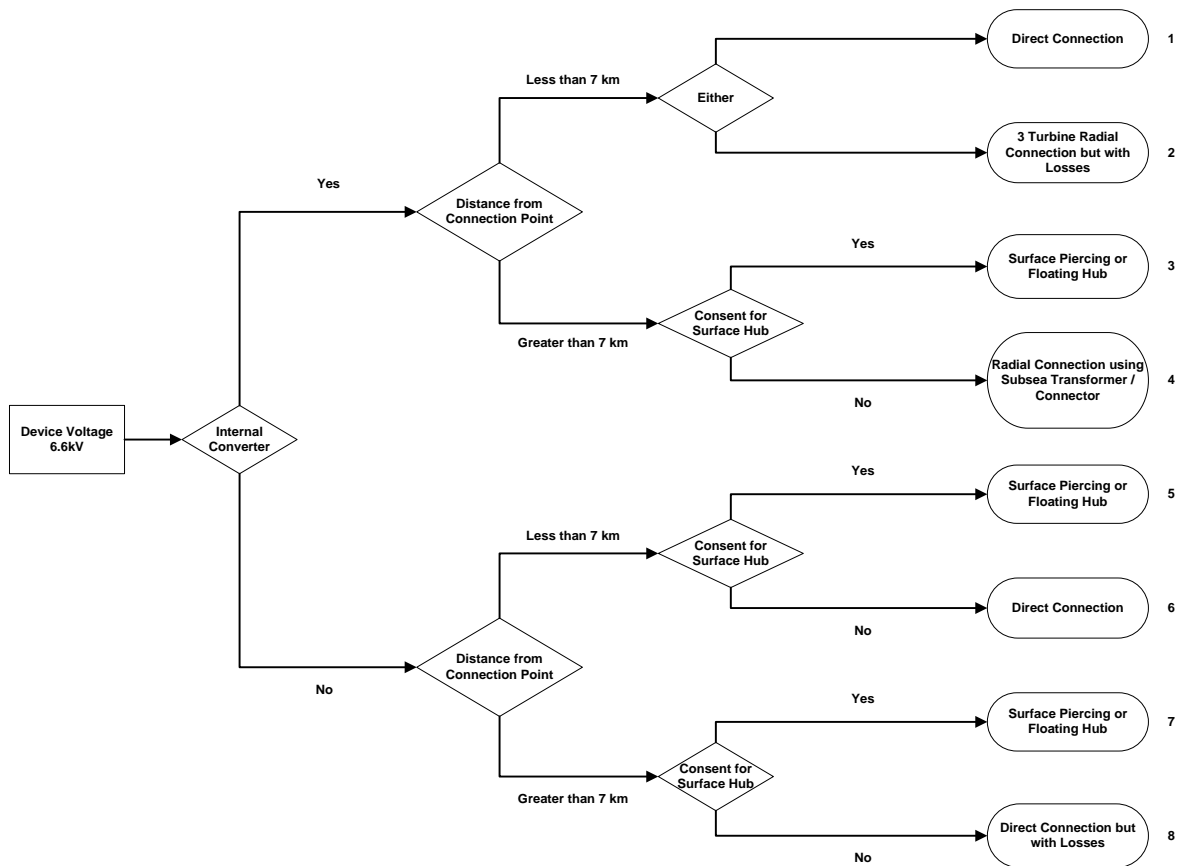 Direct Connection
1
Less than 7 km
Either
3 Turbine Radial
Connection but with
Losses
2
Yes
Distance from
Connection Point
Yes
Surface Piercing or
Floating Hub
3
Consent for
Surface Hub
Greater than 7 km
Radial Connection using
Subsea Transformer /
Connector
4
No
Device Voltage
6.6kV
Internal
Converter
Yes
Surface Piercing or
Floating Hub
5
Less than 7 km
Consent for
Surface Hub
Direct Connection
6
No
Distance from
Connection Point
No
Yes
Surface Piercing or
Floating Hub
7
Consent for
Surface Hub
Greater than 7 km
Direct Connection but
with Losses
8
No